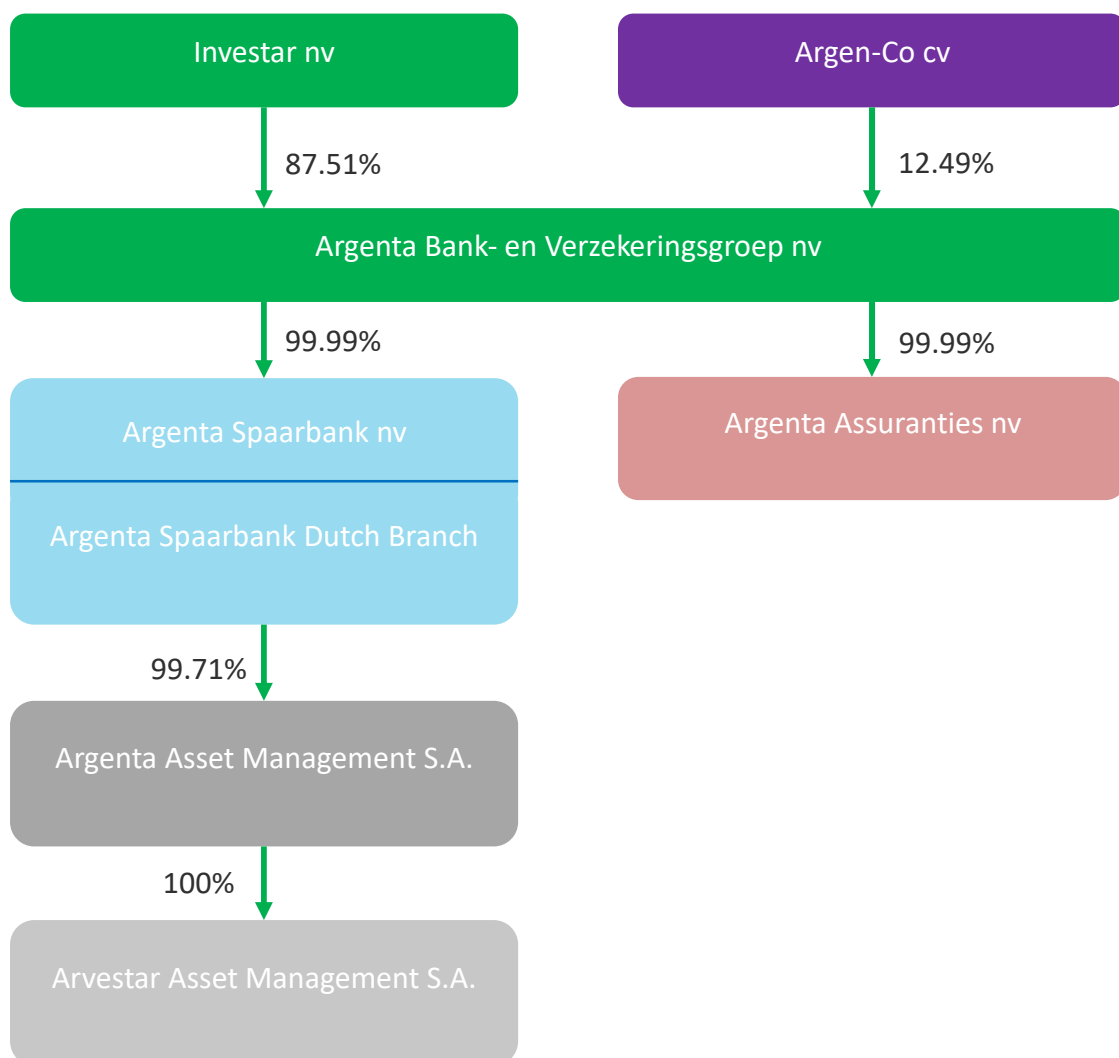 Investar nv
Argen-Co cv
87.51%
12.49%
Argenta Bank- en Verzekeringsgroep nv
99.99%
99.99%
Argenta Spaarbank nv
Argenta Assuranties nv
Argenta Spaarbank Dutch Branch
99.71%
Argenta Asset Management S.A.
100%
Arvestar Asset Management S.A.